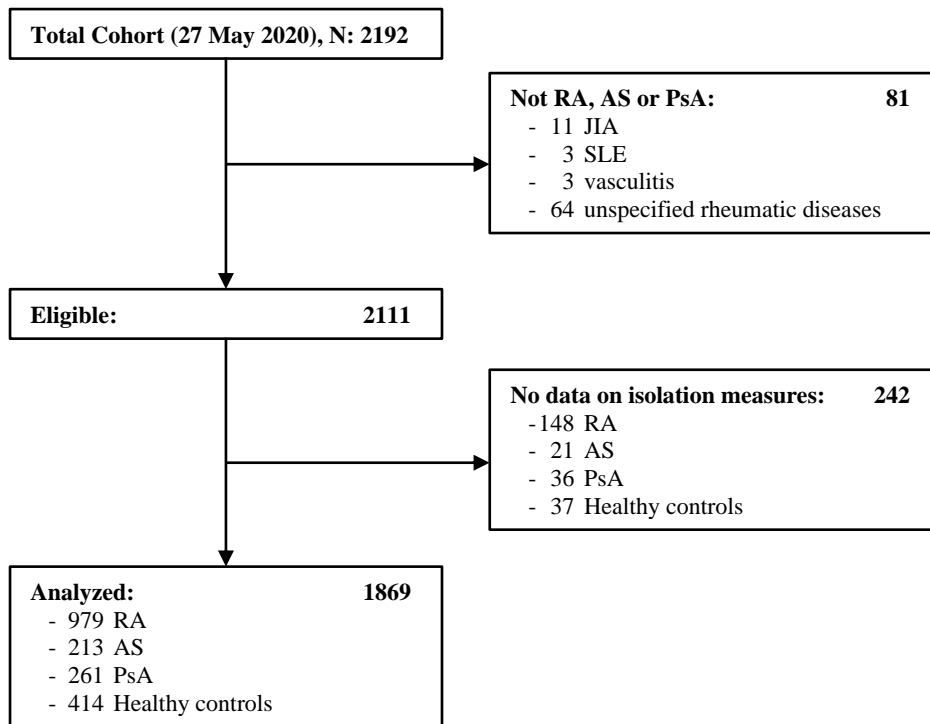 Total Cohort (27 May 2020), N: 2192
Not RA, AS or PsA: 81
- 11 JIA
- 3 SLE
- 3 vasculitis
- 64 unspecified rheumatic diseases
Eligible: 2111
No data on isolation measures: 242
-148 RA
- 21 AS
- 36 PsA
- 37 Healthy controls
Analyzed: 1869
- 979 RA
- 213 AS
- 261 PsA
- 414 Healthy controls